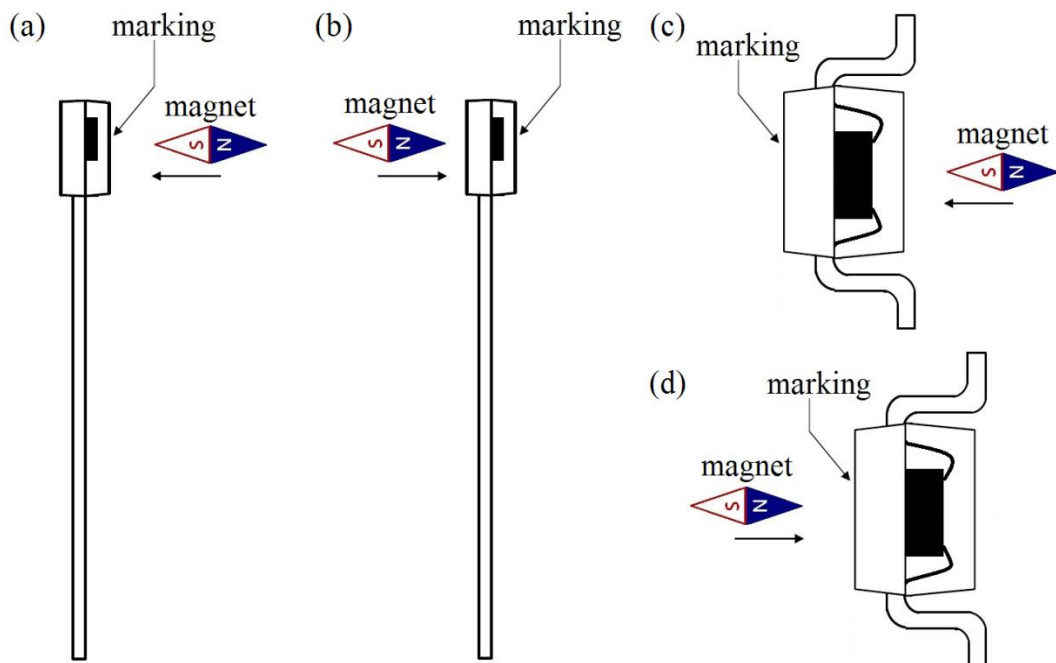 (a)
marking
magnet
S N
(b)
marking
magnet
S N
(c)
marking
magnet
S N
(d)
marking
magnet
S N